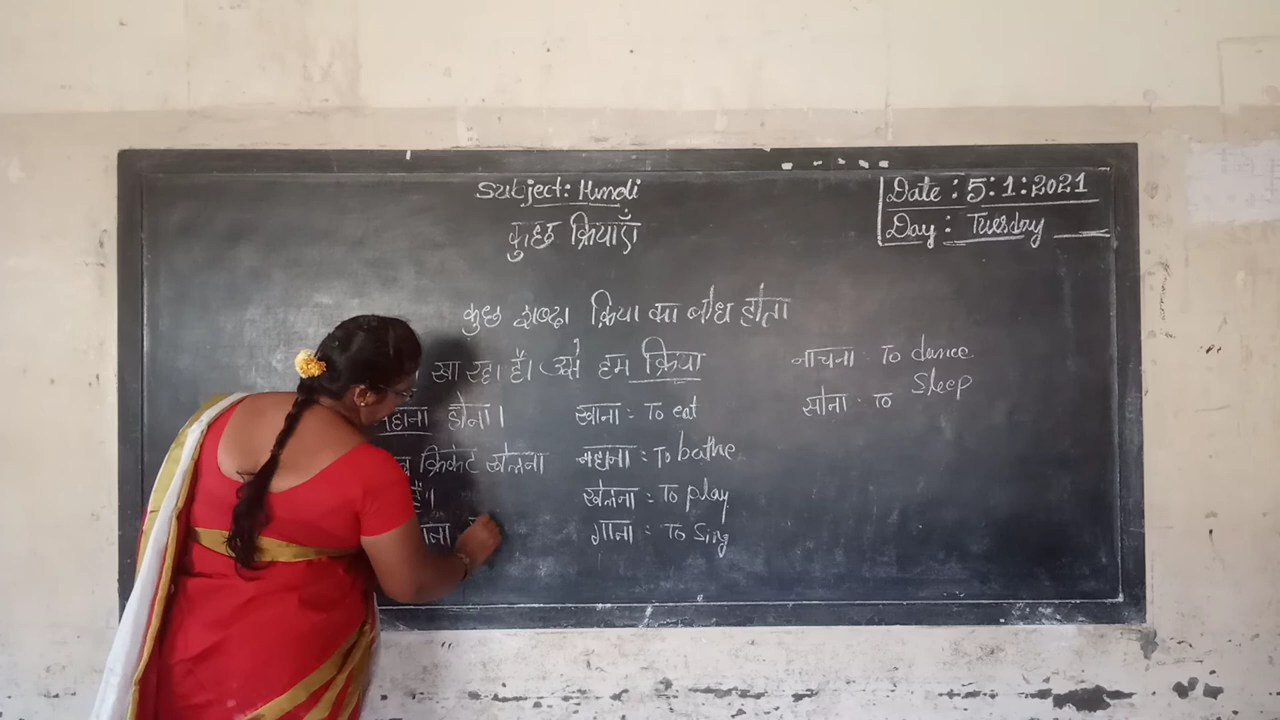 Subject: Hindi
Date : 5:1:2021
Day : Tuesday
कुछ क्रियाएँ
कुछ शब्दा क्रिया का बोध होता
खा रहा है। उसे हम क्रिया
नहाना होना।
क्रिकेट खेलना
है।
खाना : To eat
नहाना : To bathe
खेलना : To play
गाना : To sing
नाचना : To dance
सोना : To Sleep